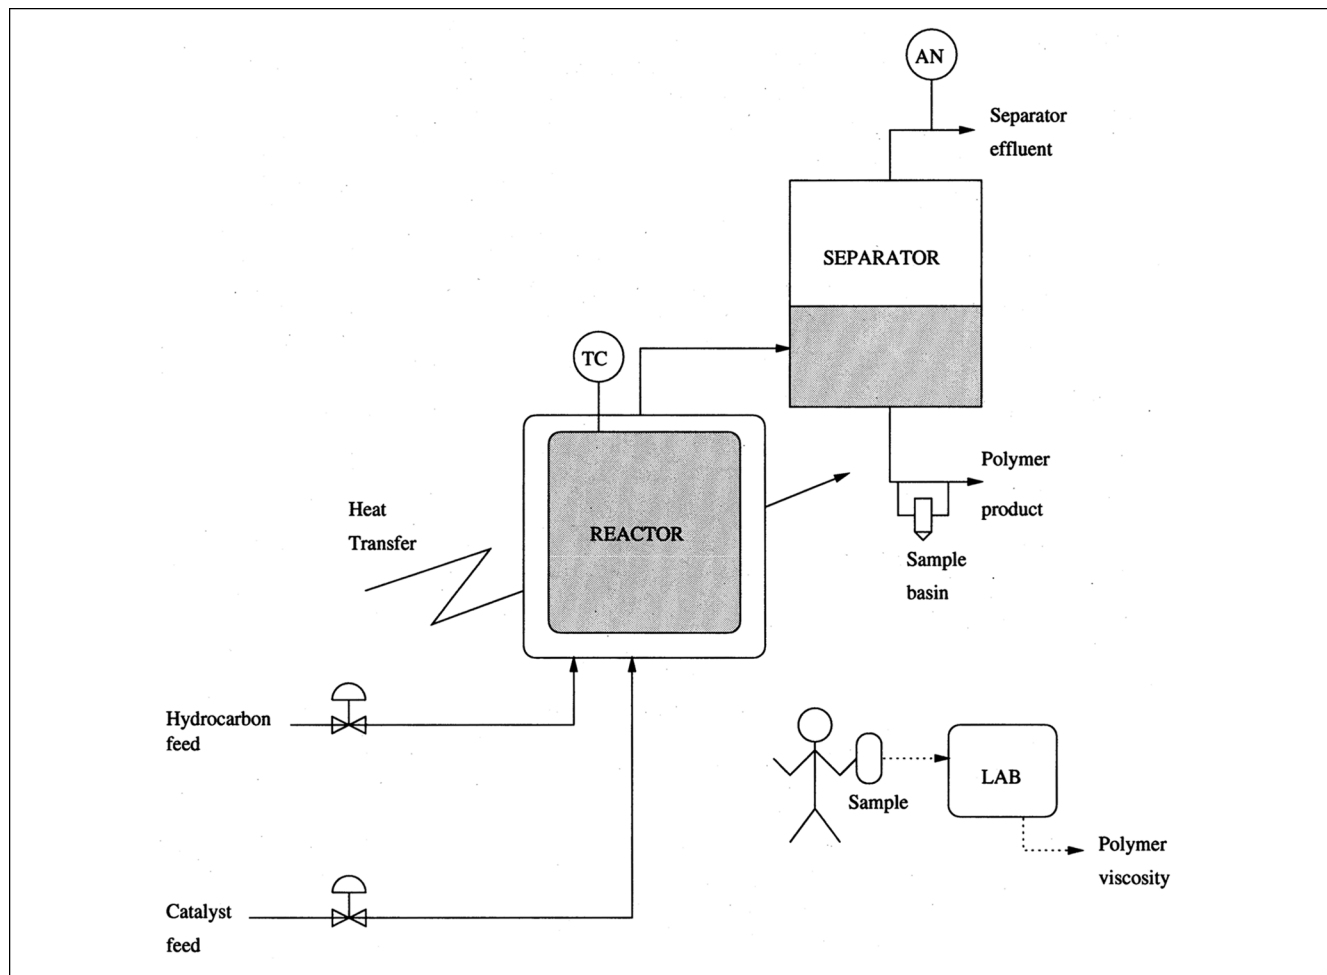 AN
Separator
effluent
SEPARATOR
TC
Polymer
product
Heat
Transfer
REACTOR
Sample
basin
Hydrocarbon
feed
LAB
Sample
Polymer
viscosity
Catalyst
feed